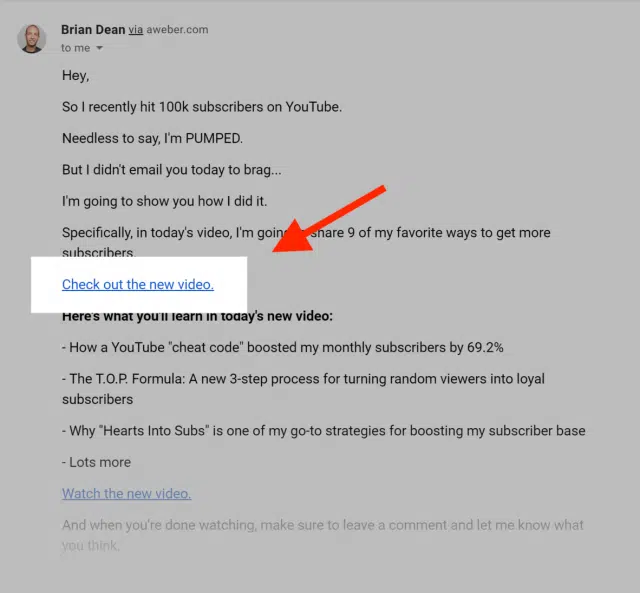 Brian Dean via aweber.com
to me
Hey,
So I recently hit 100k subscribers on YouTube.
Needless to say, I'm PUMPED.
But I didn't email you today to brag...
I'm going to show you how I did it.
Specifically, in today's video, I'm going to share 9 of my favorite ways to get more
subscribers.
Check out the new video.
Here's what you'll learn in today's new video:
- How a YouTube "cheat code" boosted my monthly subscribers by 69.2%
- The T.O.P. Formula: A new 3-step process for turning random viewers into loyal
subscribers
- Why "Hearts Into Subs" is one of my go-to strategies for boosting my subscriber base
- Lots more
Watch the new video.
And when you're done watching, make sure to leave a comment and let me know what
you think.